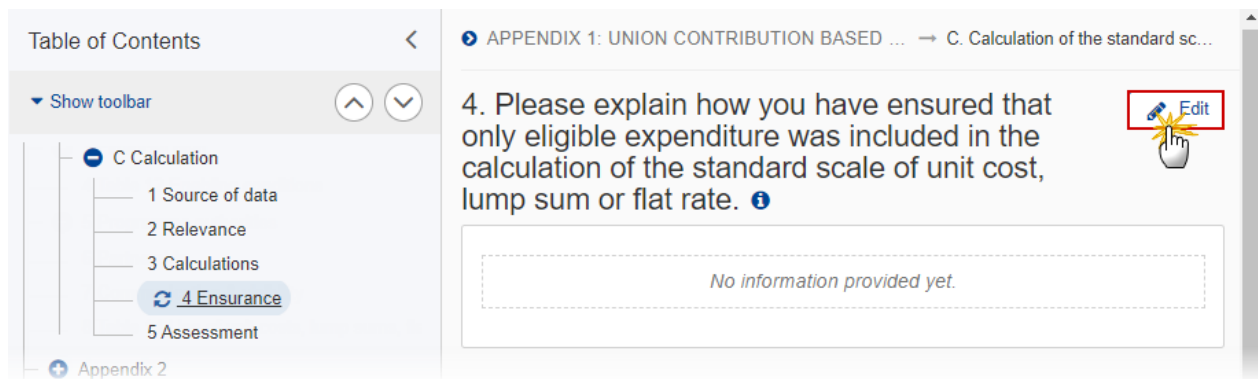 Table of Contents
Show toolbar
C Calculation
1 Source of data
2 Relevance
3 Calculations
4 Ensurance
5 Assessment
Appendix 2
APPENDIX 1: UNION CONTRIBUTION BASED ... → C. Calculation of the standard sc...
4. Please explain how you have ensured that
only eligible expenditure was included in the
calculation of the standard scale of unit cost,
lump sum or flat rate.
Edit
No information provided yet.